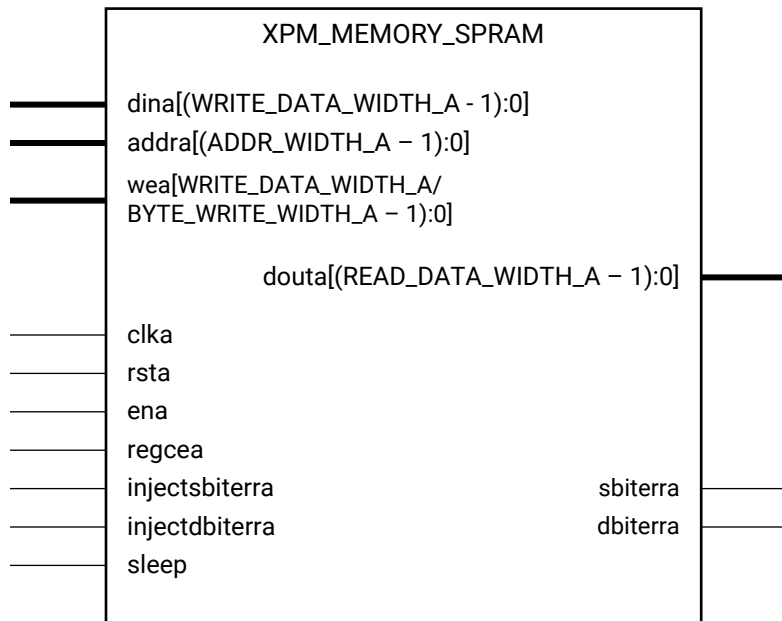 XPM_MEMORY_SPRAM
dina[(WRITE_DATA_WIDTH_A - 1):0]
addra[(ADDR_WIDTH_A – 1):0]
wea[WRITE_DATA_WIDTH_A/
BYTE_WRITE_WIDTH_A – 1):0]
douta[(READ_DATA_WIDTH_A – 1):0]
clka
rsta
ena
regcea
injectsbiterra
sbiterra
injectdbiterra
dbiterra
sleep